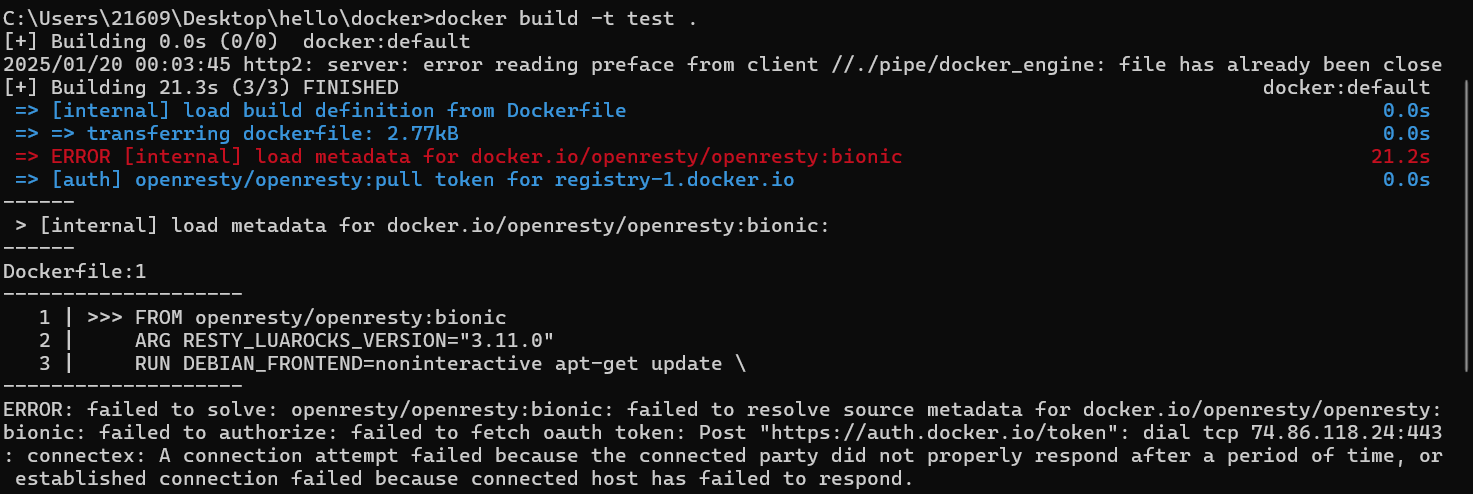 C:\Users\21609\Desktop\hello\docker>docker build -t test .
[+] Building 0.0s (0/0)  docker:default
2025/01/20 00:03:45 http2: server: error reading preface from client //./pipe/docker_engine: file has already been close
[+] Building 21.3s (3/3) FINISHED docker:default
=> [internal] load build definition from Dockerfile 0.0s
=> => transferring dockerfile: 2.77kB 0.0s
=> ERROR [internal] load metadata for docker.io/openresty/openresty:bionic 21.2s
=> [auth] openresty/openresty:pull token for registry-1.docker.io 0.0s
------
> [internal] load metadata for docker.io/openresty/openresty:bionic:
------
Dockerfile:1
--------------------
1 | >>> FROM openresty/openresty:bionic
2 |     ARG RESTY_LUAROCKS_VERSION="3.11.0"
3 |     RUN DEBIAN_FRONTEND=noninteractive apt-get update \
--------------------
ERROR: failed to solve: openresty/openresty:bionic: failed to resolve source metadata for docker.io/openresty/openresty:
bionic: failed to authorize: failed to fetch oauth token: Post "https://auth.docker.io/token": dial tcp 74.86.118.24:443
: connectex: A connection attempt failed because the connected party did not properly respond after a period of time, or
established connection failed because connected host has failed to respond.